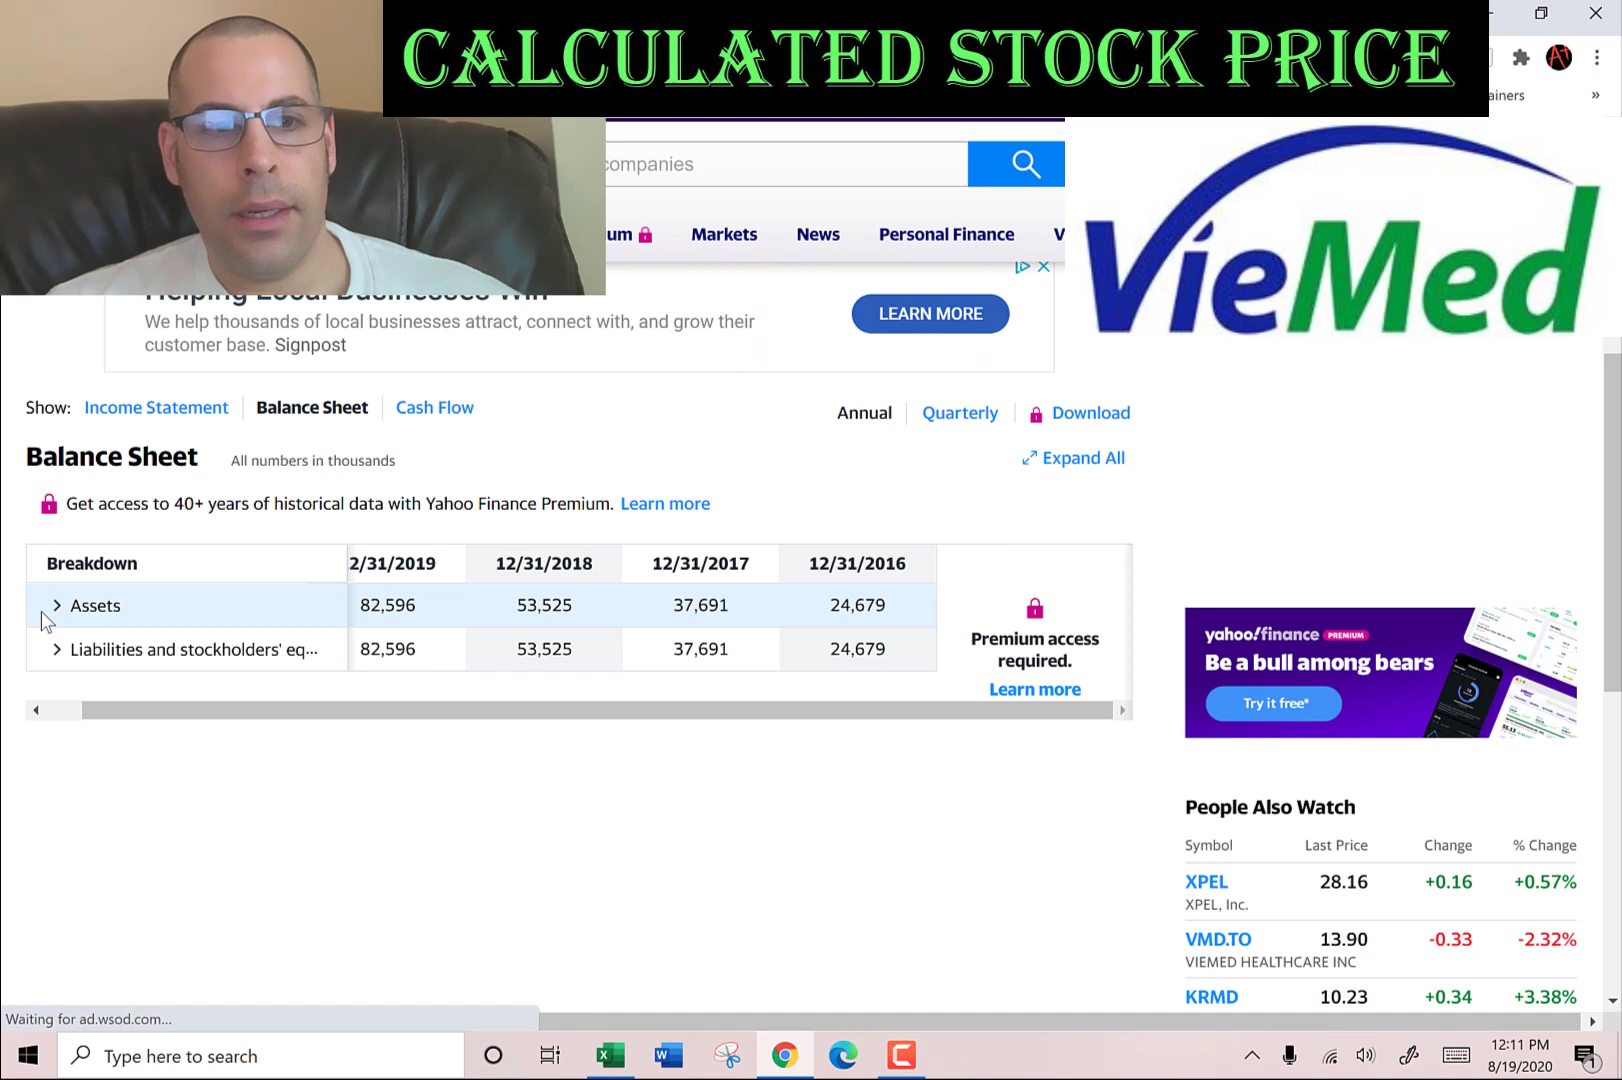 CALCULATED STOCK PRICE
ainers
»
companies
um
Markets
News
Personal Finance
V
VieMed
Helping Local Businesses Win
We help thousands of local businesses attract, connect with, and grow their
customer base. Signpost
LEARN MORE
Show: Income Statement Balance Sheet Cash Flow
Annual Quarterly Download
Balance Sheet All numbers in thousands
Expand All
Get access to 40+ years of historical data with Yahoo Finance Premium. Learn more
Breakdown 2/31/2019 12/31/2018 12/31/2017 12/31/2016
Assets 82,596 53,525 37,691 24,679
Liabilities and stockholders' eq... 82,596 53,525 37,691 24,679
Premium access
required.
Learn more
yahoo!finance PREMIUM
Be a bull among bears
Try it free*
People Also Watch
Symbol Last Price Change % Change
XPEL 28.16 +0.16 +0.57%
XPEL, Inc.
VMD.TO 13.90 -0.33 -2.32%
VIEMED HEALTHCARE INC
KRMD 10.23 +0.34 +3.38%
Waiting for ad.wsod.com...
Type here to search
12:11 PM
8/19/2020
1